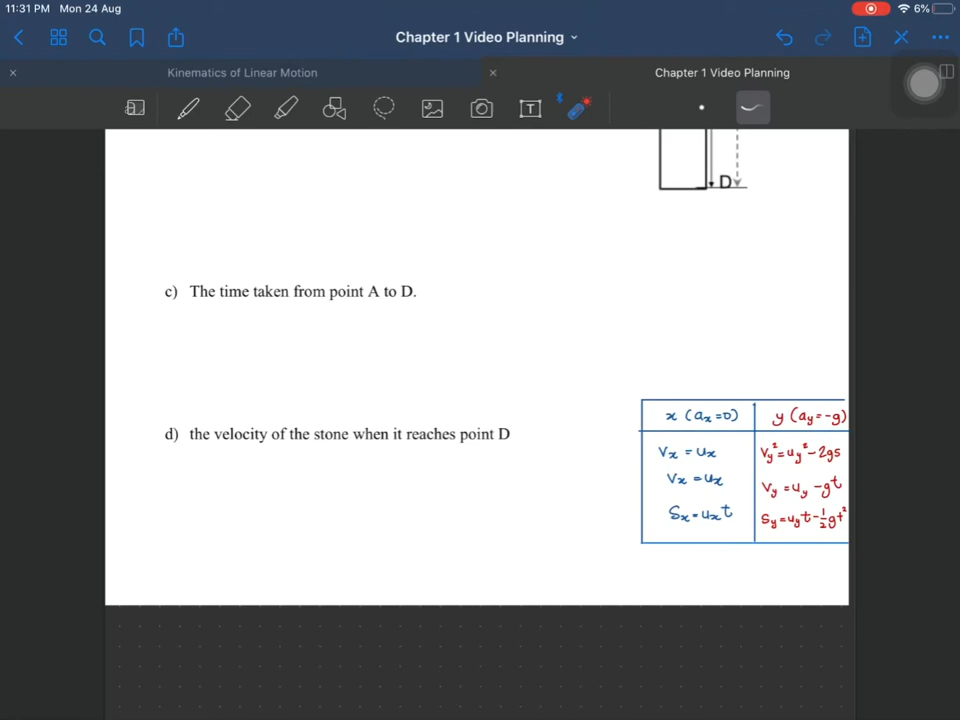 11:31 PM Mon 24 Aug
6%
Chapter 1 Video Planning
Kinematics of Linear Motion
Chapter 1 Video Planning
T
D
c) The time taken from point A to D.
d) the velocity of the stone when it reaches point D
x (ax=0) y (ay=-g)
Vx = ux Vy²=uy²-2gs
Vx = ux Vy = uy -gt
Sx = uxt Sy=uyt-½gt²